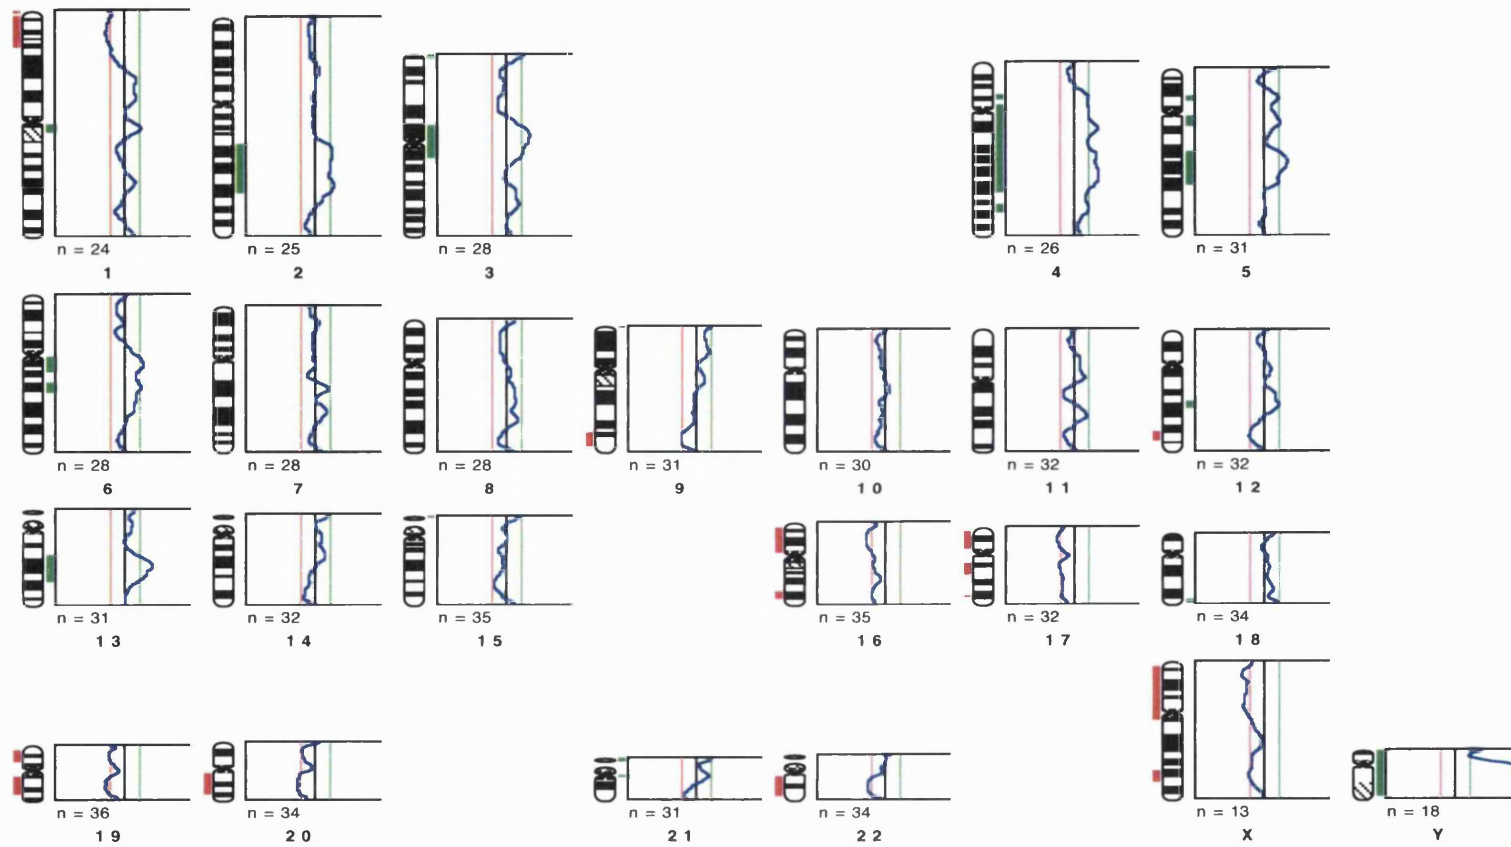 n = 24
n = 25
n = 28
n = 26
n = 31
1
2
3
4
5
n = 28
n = 28
n = 28
n = 31
n = 30
n = 32
n = 32
6
7
8
9
10
11
12
n = 31
n = 32
n = 35
n = 35
n = 32
n = 34
13
14
15
16
17
18
n = 36
n = 34
n = 31
n = 34
n = 13
n = 18
19
20
21
22
X
Y